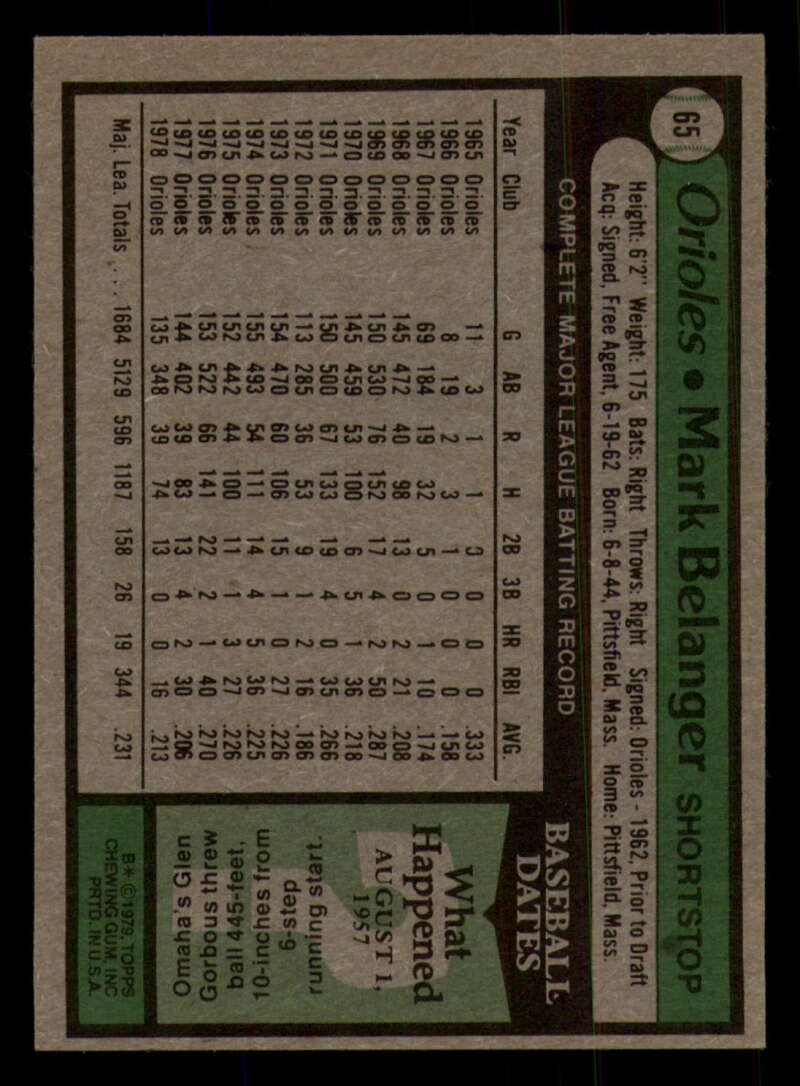 65 Orioles • Mark Belanger SHORTSTOP
Height: 6'2" Weight: 175 Bats: Right Throws: Right Signed: Orioles - 1962, Prior to Draft
Acq: Signed, Free Agent, 6-19-62 Born: 6-8-44, Pittsfield, Mass. Home: Pittsfield, Mass.
COMPLETE MAJOR LEAGUE BATTING RECORD
Year Club G AB R H 2B 3B HR RBI AVG.
1965 Orioles 11 3 1 1 3 0 0 0 .333
1966 Orioles 8 19 2 3 1 0 0 0 .158
1967 Orioles 69 184 19 32 5 0 1 10 .174
1968 Orioles 145 472 40 98 13 0 2 21 .208
1969 Orioles 150 530 76 152 17 4 2 50 .287
1970 Orioles 145 459 53 100 6 5 1 36 .218
1971 Orioles 150 500 67 133 19 4 0 35 .266
1972 Orioles 113 285 36 53 9 1 2 16 .186
1973 Orioles 154 470 60 106 15 1 0 27 .226
1974 Orioles 155 493 54 111 14 4 5 36 .225
1975 Orioles 152 442 44 100 11 1 3 27 .226
1976 Orioles 153 522 66 141 22 2 1 40 .270
1977 Orioles 144 402 39 83 13 4 2 30 .206
1978 Orioles 135 348 39 74 13 0 0 16 .213
Maj. Lea. Totals . . . 1684 5129 596 1187 158 26 19 344 .231
BASEBALL
DATES
What
Happened
AUGUST 1,
1957
Omaha's Glen
Gorbous threw
ball 445-feet,
10-inches from
6-step
running start.
B* ©1979, TOPPS
CHEWING GUM, INC
PRTD. IN U.S.A.